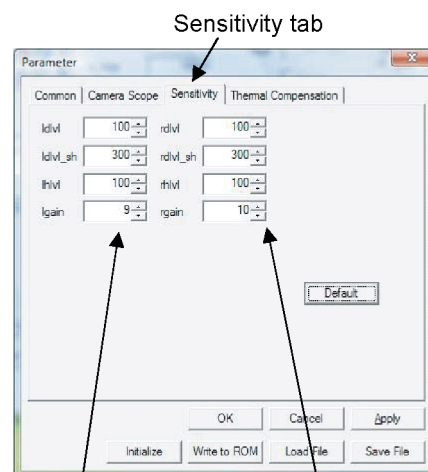 Sensitivity tab
Parameter
Common Camera Scope Sensitivity Thermal Compensation
ldlvl 100 rdlvl 100
ldlvl_sh 300 rdlvl_sh 300
lhlvl 100 rhlvl 100
lgain 9 rgain 10
Default
OK Cancel Apply
Initialize Write to ROM Load File Save File